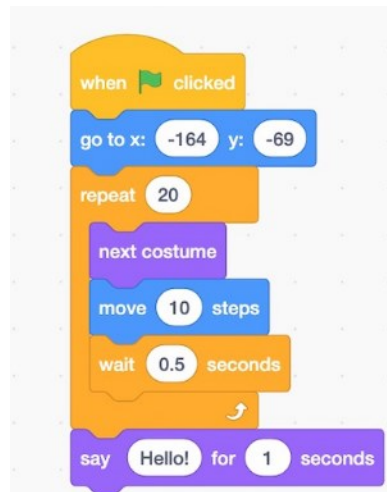 when clicked
go to x: -164 y: -69
repeat 20
next costume
move 10 steps
wait 0.5 seconds
say Hello! for 1 seconds